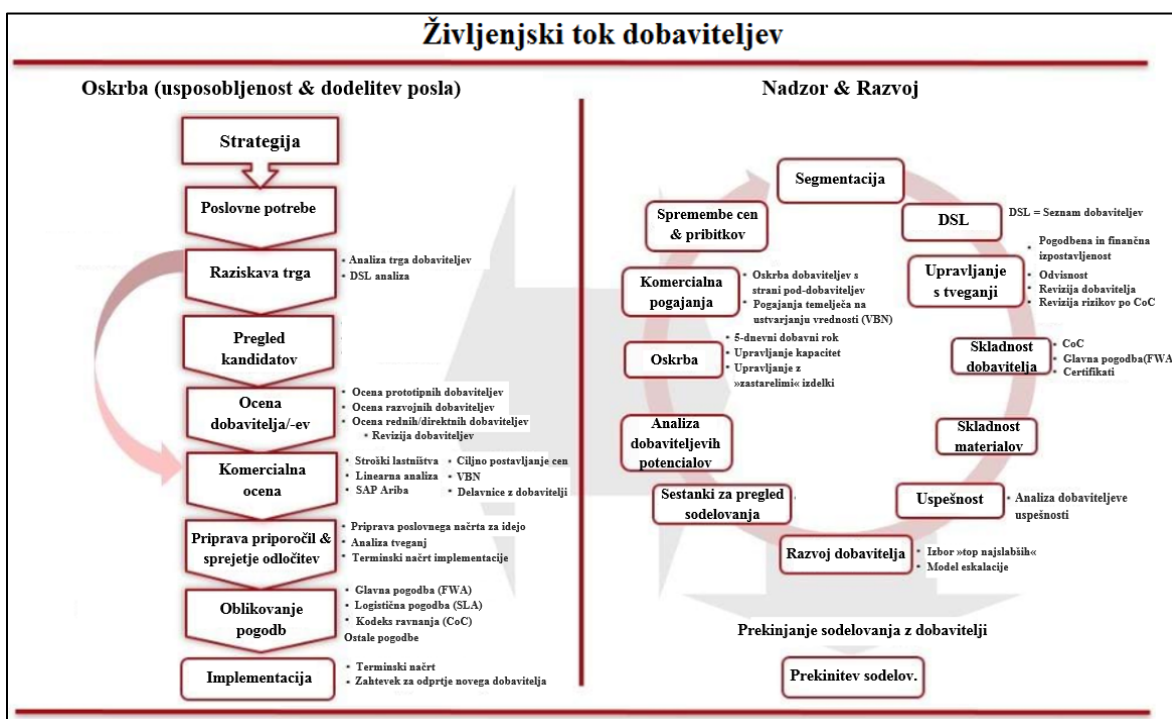 Življenjski tok dobaviteljev
Oskrba (usposobljenost & dodelitev posla)
Strategija
Poslovne potrebe
Raziskava trga
• Analiza trga dobaviteljev
• DSL analiza
Pregled
kandidatov
Ocena
dobavitelja/-ev
• Ocena prototipnih dobaviteljev
• Ocena razvojnih dobaviteljev
• Ocena rednih/direktnih dobaviteljev
• Revizija dobaviteljev
Komercialna
ocena
• Stroški lastništva
• Linearna analiza
• SAP Ariba
• Ciljno postavljanje cen
• VBN
• Delavnice z dobavitelji
Priprava priporočil &
sprejetje odločitev
• Priprava poslovnega načrta za idejo
• Analiza tveganj
• Terminski načrt implementacije
Oblikovanje
pogodb
• Glavna pogodba (FWA)
• Logistična pogodba (SLA)
• Kodeks ravnanja (CoC)
Ostale pogodbe
Implementacija
• Terminski načrt
• Zahtevek za odprtje novega dobavitelja
Nadzor & Razvoj
Segmentacija
DSL
DSL = Seznam dobaviteljev
Upravljanje
s tveganji
• Pogodbena in finančna
izpostavljenost
• Odvisnost
• Revizija dobavitelja
• Revizija rizikov po CoC
Skladnost
dobavitelja
• CoC
• Glavna pogodba(FWA
• Certifikati
Skladnost
materialov
Uspešnost
• Analiza dobaviteljeve
uspešnosti
Razvoj dobavitelja
• Izbor »top najslabših«
• Model eskalacije
Sestanki za pregled
sodelovanja
Analiza
dobaviteljevih
potencialov
Oskrba
• 5-dnevni dobavni rok
• Upravljanje kapacitet
• Upravljanje z
»zastarelimi« izdelki
Komercialna
pogajanja
• Oskrba dobaviteljev s
strani pod-dobaviteljev
• Pogajanja temelječa na
ustvarjanju vrednosti (VBN)
Spremembe cen
& pribitkov
Prekinjanje sodelovanja z dobavitelji
Prekinitev sodelov.